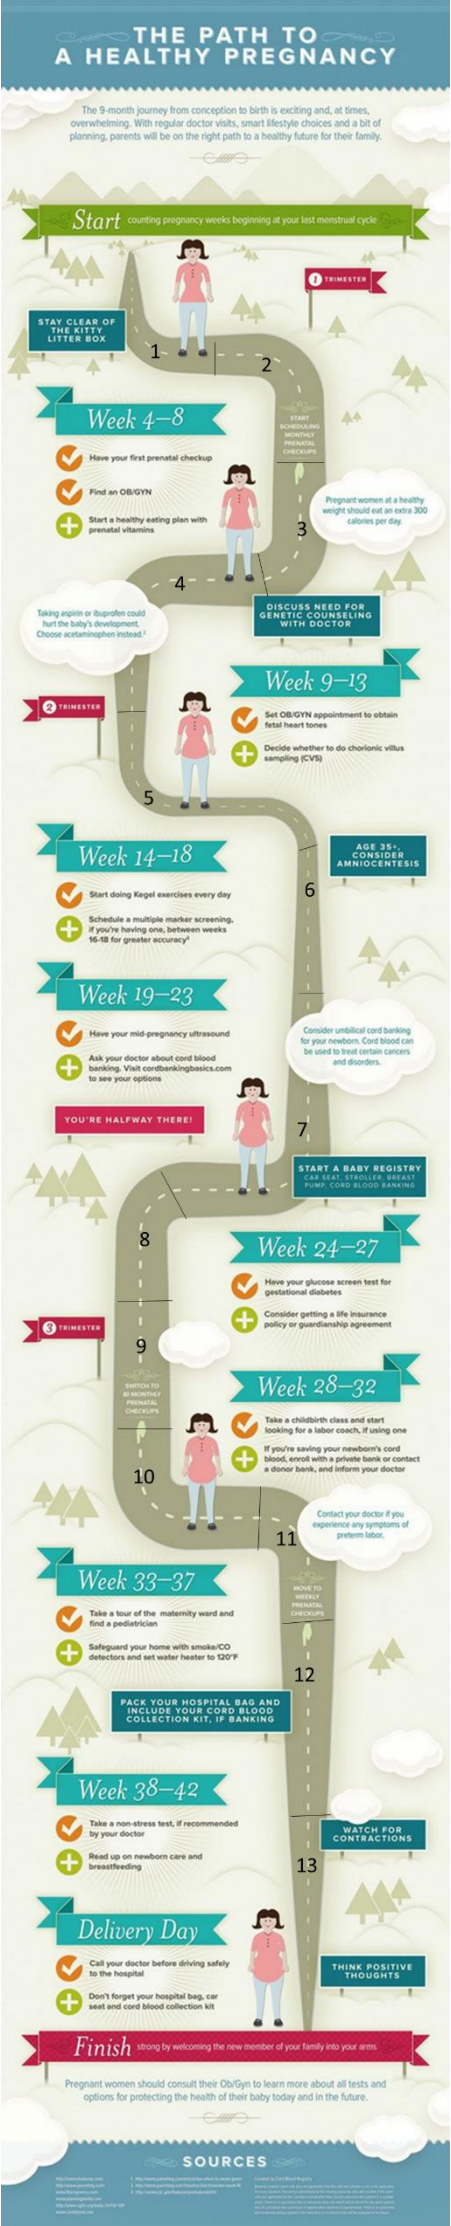 THE PATH TO
A HEALTHY PREGNANCY
The 9-month journey from conception to birth is exciting and, at times,
overwhelming. With regular doctor visits, smart lifestyle choices and a bit of
planning, parents will be on the right path to a healthy future for their family.
Start counting pregnancy weeks beginning at your last menstrual cycle
1 TRIMESTER
STAY CLEAR OF
THE KITTY
LITTER BOX
1
2
START
SCHEDULING
MONTHLY
PRENATAL
CHECKUPS
Week 4–8
Have your first prenatal checkup
Find an OB/GYN
Start a healthy eating plan with
prenatal vitamins
Pregnant women at a healthy
weight should eat an extra 300
calories per day.
3
4
Taking aspirin or ibuprofen could
hurt the baby's development.
Choose acetaminophen instead.²
DISCUSS NEED FOR
GENETIC COUNSELING
WITH DOCTOR
Week 9–13
Set OB/GYN appointment to obtain
fetal heart tones
Decide whether to do chorionic villus
sampling (CVS)
2 TRIMESTER
5
AGE 35+,
CONSIDER
AMNIOCENTESIS
6
Week 14–18
Start doing Kegel exercises every day
Schedule a multiple marker screening,
if you're having one, between weeks
16-18 for greater accuracy³
Week 19–23
Have your mid-pregnancy ultrasound
Ask your doctor about cord blood
banking. Visit cordbankingbasics.com
to see your options
Consider umbilical cord banking
for your newborn. Cord blood can
be used to treat certain cancers
and disorders.
YOU'RE HALFWAY THERE!
7
START A BABY REGISTRY
CAR SEAT, STROLLER, BREAST
PUMP, CORD BLOOD BANKING
8
Week 24–27
Have your glucose screen test for
gestational diabetes
Consider getting a life insurance
policy or guardianship agreement
3 TRIMESTER
9
SWITCH TO
BI-MONTHLY
PRENATAL
CHECKUPS
Week 28–32
Take a childbirth class and start
looking for a labor coach, if using one
If you're saving your newborn's cord
blood, enroll with a private bank or contact
a donor bank, and inform your doctor
10
11
Contact your doctor if you
experience any symptoms of
preterm labor.
Week 33–37
Take a tour of the maternity ward and
find a pediatrician
Safeguard your home with smoke/CO
detectors and set water heater to 120°F
MOVE TO
WEEKLY
PRENATAL
CHECKUPS
12
PACK YOUR HOSPITAL BAG AND
INCLUDE YOUR CORD BLOOD
COLLECTION KIT, IF BANKING
Week 38–42
Take a non-stress test, if recommended
by your doctor
Read up on newborn care and
breastfeeding
WATCH FOR
CONTRACTIONS
13
Delivery Day
Call your doctor before driving safely
to the hospital
Don't forget your hospital bag, car
seat and cord blood collection kit
THINK POSITIVE
THOUGHTS
Finish strong by welcoming the new member of your family into your arms
Pregnant women should consult their Ob/Gyn to learn more about all tests and
options for protecting the health of their baby today and in the future.
SOURCES